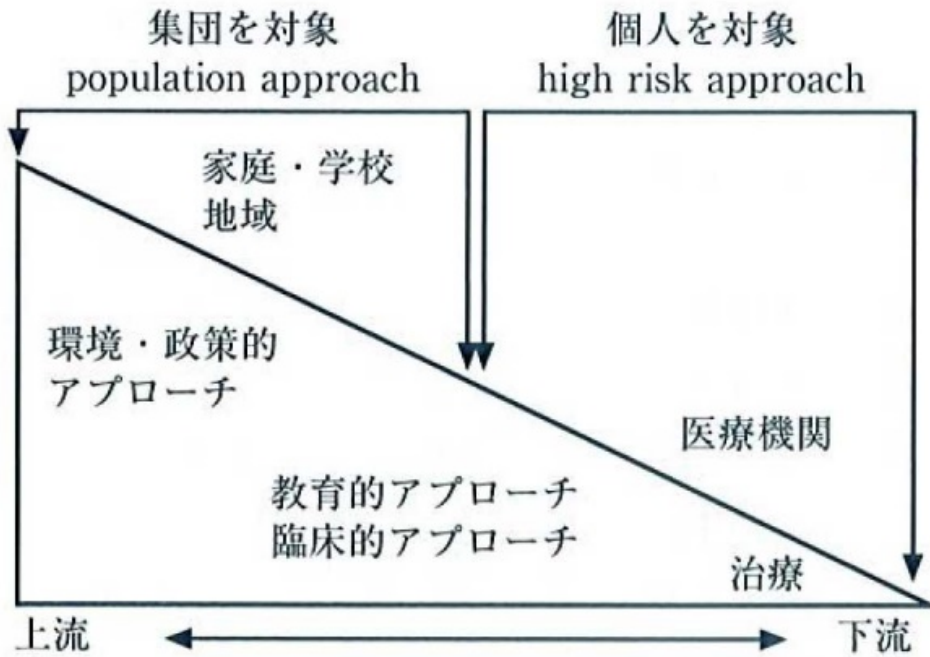 集団を対象
population approach
個人を対象
high risk approach
家庭・学校
地域
環境・政策的
アプローチ
医療機関
教育的アプローチ
臨床的アプローチ
治療
上流
下流